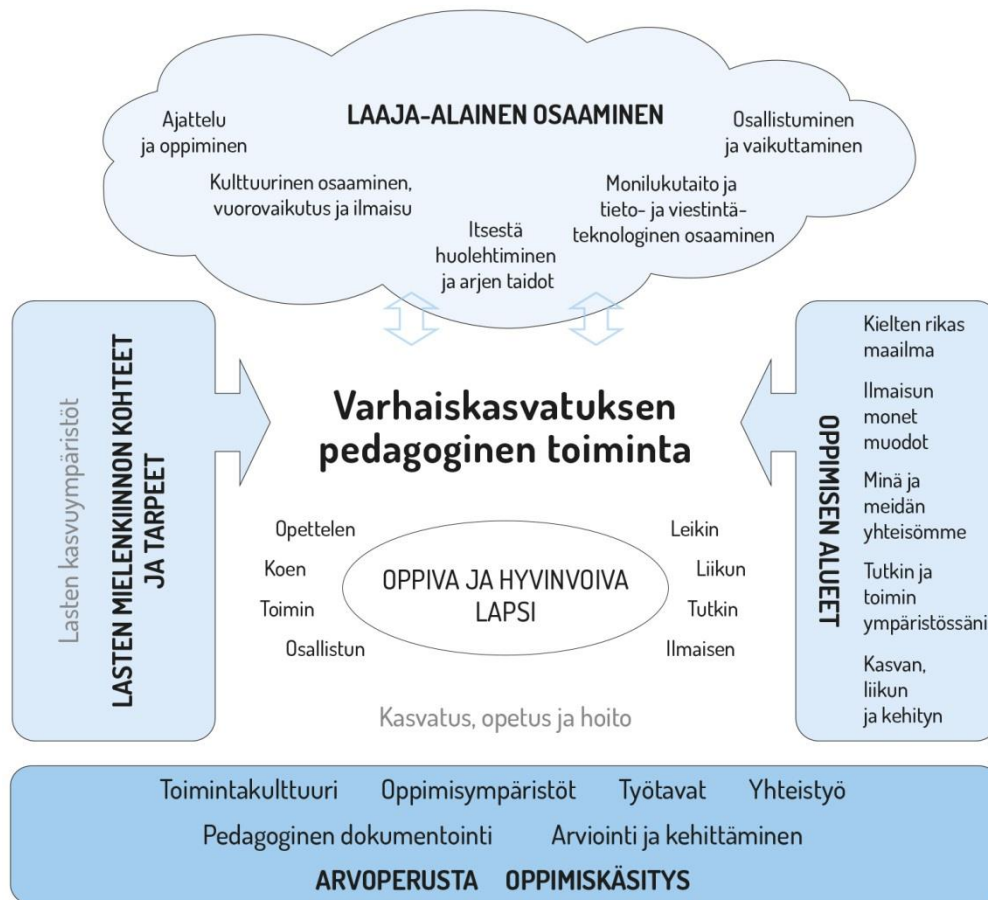 LAAJA-ALAINEN OSAAMINEN
Ajattelu
ja oppiminen
Osallistuminen
ja vaikuttaminen
Kulttuurinen osaaminen,
vuorovaikutus ja ilmaisu
Monilukutaito ja
tieto- ja viestintä-
teknologinen osaaminen
Itsestä
huolehtiminen
ja arjen taidot
Lasten kasvuympäristöt
LASTEN MIELENKIINNON KOHTEET
JA TARPEET
Varhaiskasvatuksen
pedagoginen toiminta
Opettelen
Koen
Toimin
Osallistun
OPPIVA JA HYVINVOIVA
LAPSI
Leikin
Liikun
Tutkin
Ilmaisen
Kasvatus, opetus ja hoito
OPPIMISEN ALUEET
Kielten rikas
maailma
Ilmaisun
monet
muodot
Minä ja
meidän
yhteisömme
Tutkin ja
toimin
ympäristössäni
Kasvan,
liikun
ja kehityn
Toimintakulttuuri Oppimisympäristöt Työtavat Yhteistyö
Pedagoginen dokumentointi Arviointi ja kehittäminen
ARVOPERUSTA OPPIMISKÄSITYS